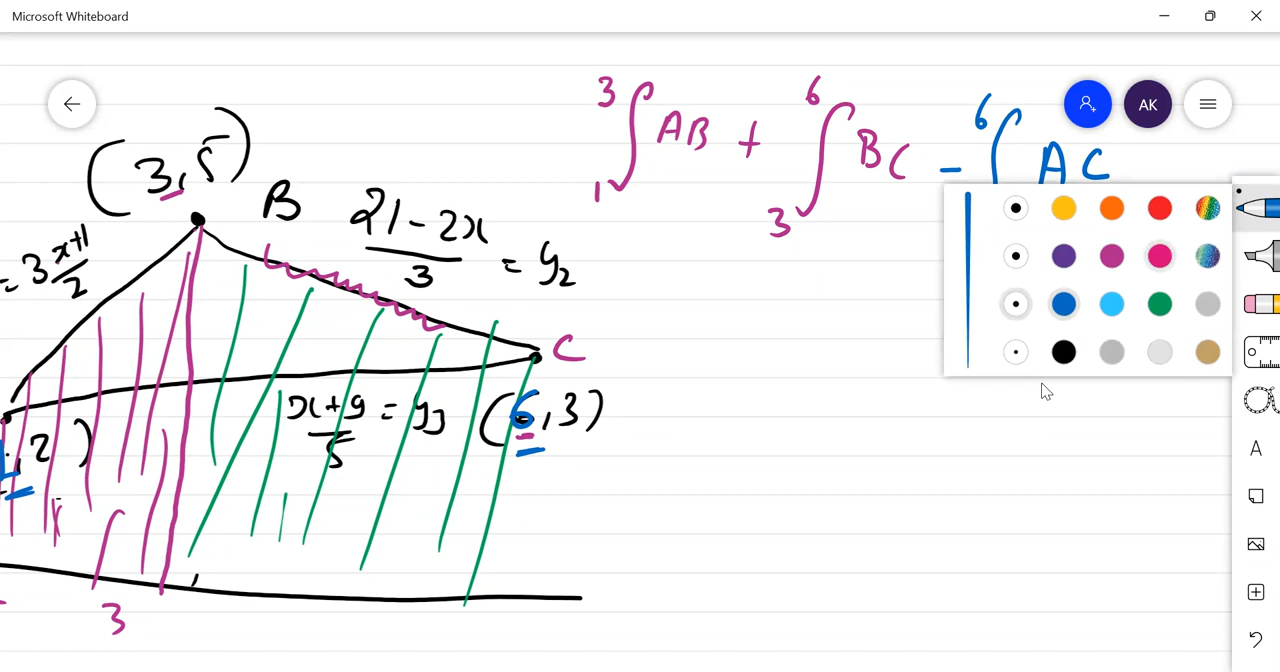 Microsoft Whiteboard
AK
3∫1 AB + 6∫3 BC - 6∫ AC
(3,5)
B
21-2x/3 = y2
= 3 x+1/2
C
x+9/5 = y3
(6,3)
,2)
3
A